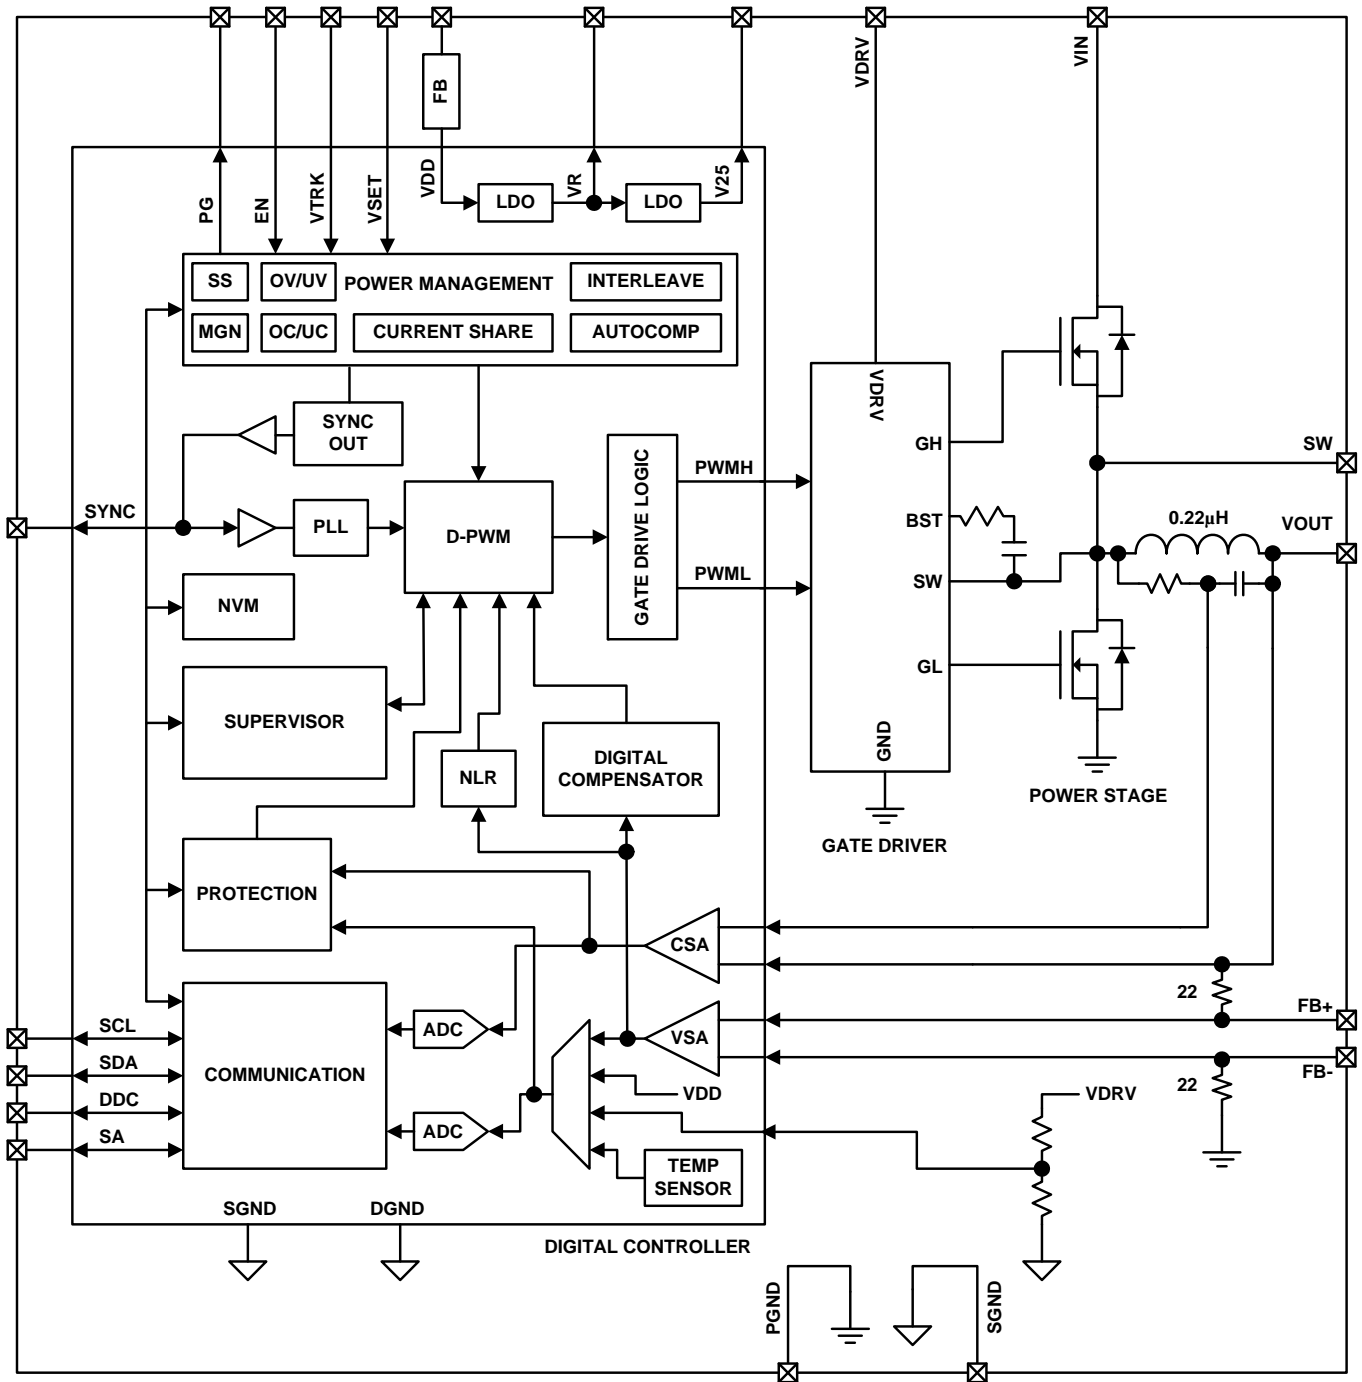 VDRV
VIN
FB
PG
EN
VTRK
VSET
VDD
VR
V25
LDO
LDO
SS
OV/UV
POWER MANAGEMENT
INTERLEAVE
MGN
OC/UC
CURRENT SHARE
AUTOCOMP
VDRV
SYNC
OUT
GH
SW
PWMH
SYNC
PLL
D-PWM
GATE DRIVE LOGIC
BST
0.22µH
VOUT
PWML
SW
NVM
GL
SUPERVISOR
GND
NLR
DIGITAL
COMPENSATOR
POWER STAGE
GATE DRIVER
PROTECTION
CSA
22
FB+
SCL
ADC
VSA
SDA
COMMUNICATION
FB-
DDC
VDD
22
VDRV
SA
ADC
TEMP
SENSOR
SGND
DGND
DIGITAL CONTROLLER
PGND
SGND